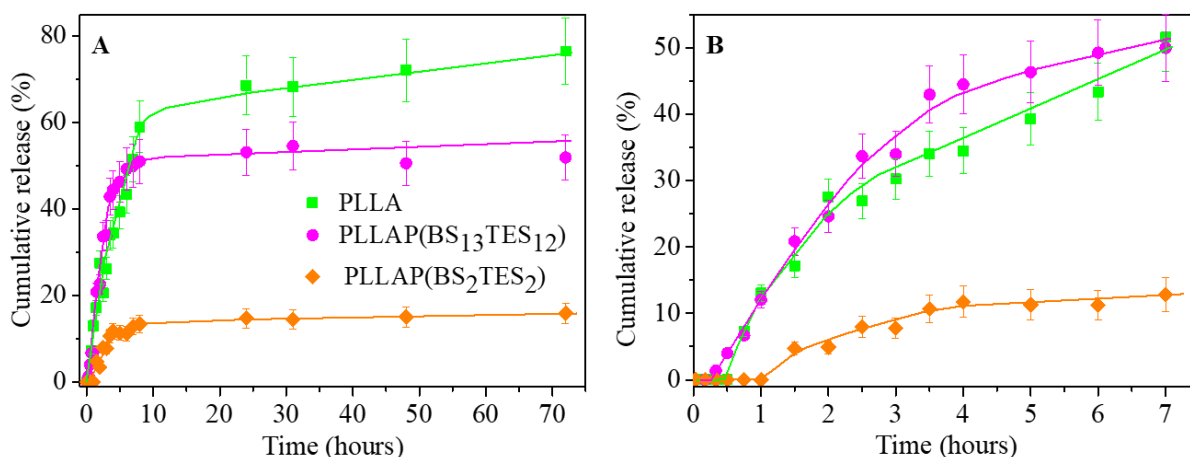 A
Cumulative release (%)
80
60
40
20
0
PLLA
PLLAP(BS₁₃TES₁₂)
PLLAP(BS₂TES₂)
0 10 20 30 40 50 60 70
Time (hours)
B
Cumulative release (%)
50
40
30
20
10
0
0 1 2 3 4 5 6 7
Time (hours)